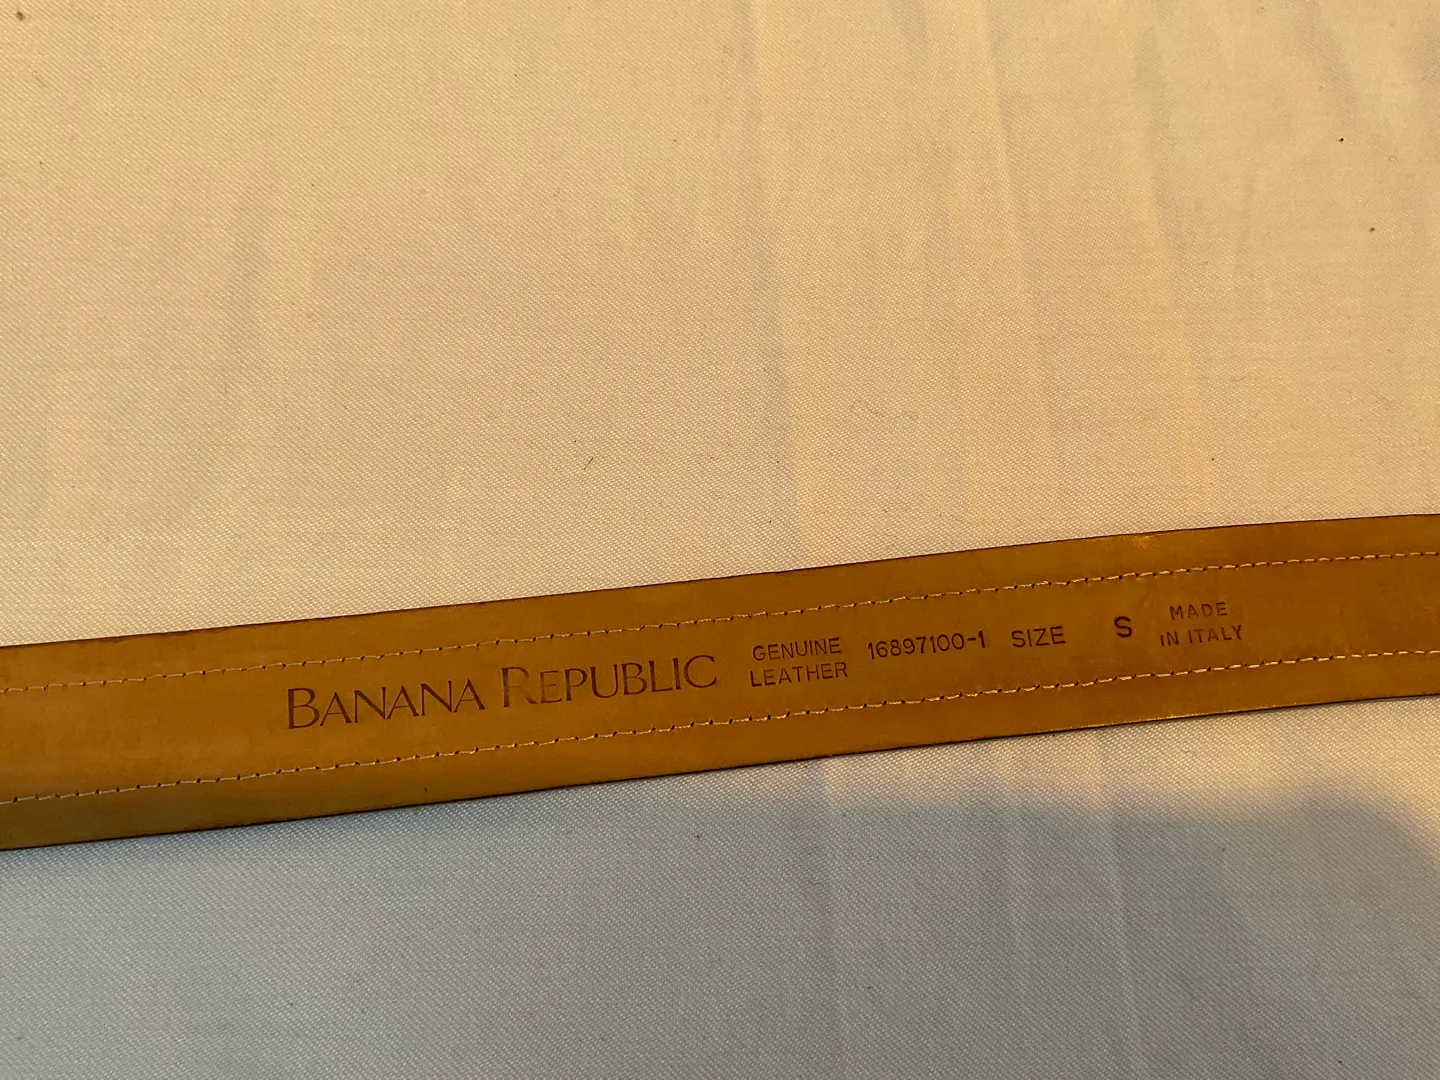 BANANA REPUBLIC
GENUINE
LEATHER
16897100-1
SIZE
S
MADE
IN ITALY